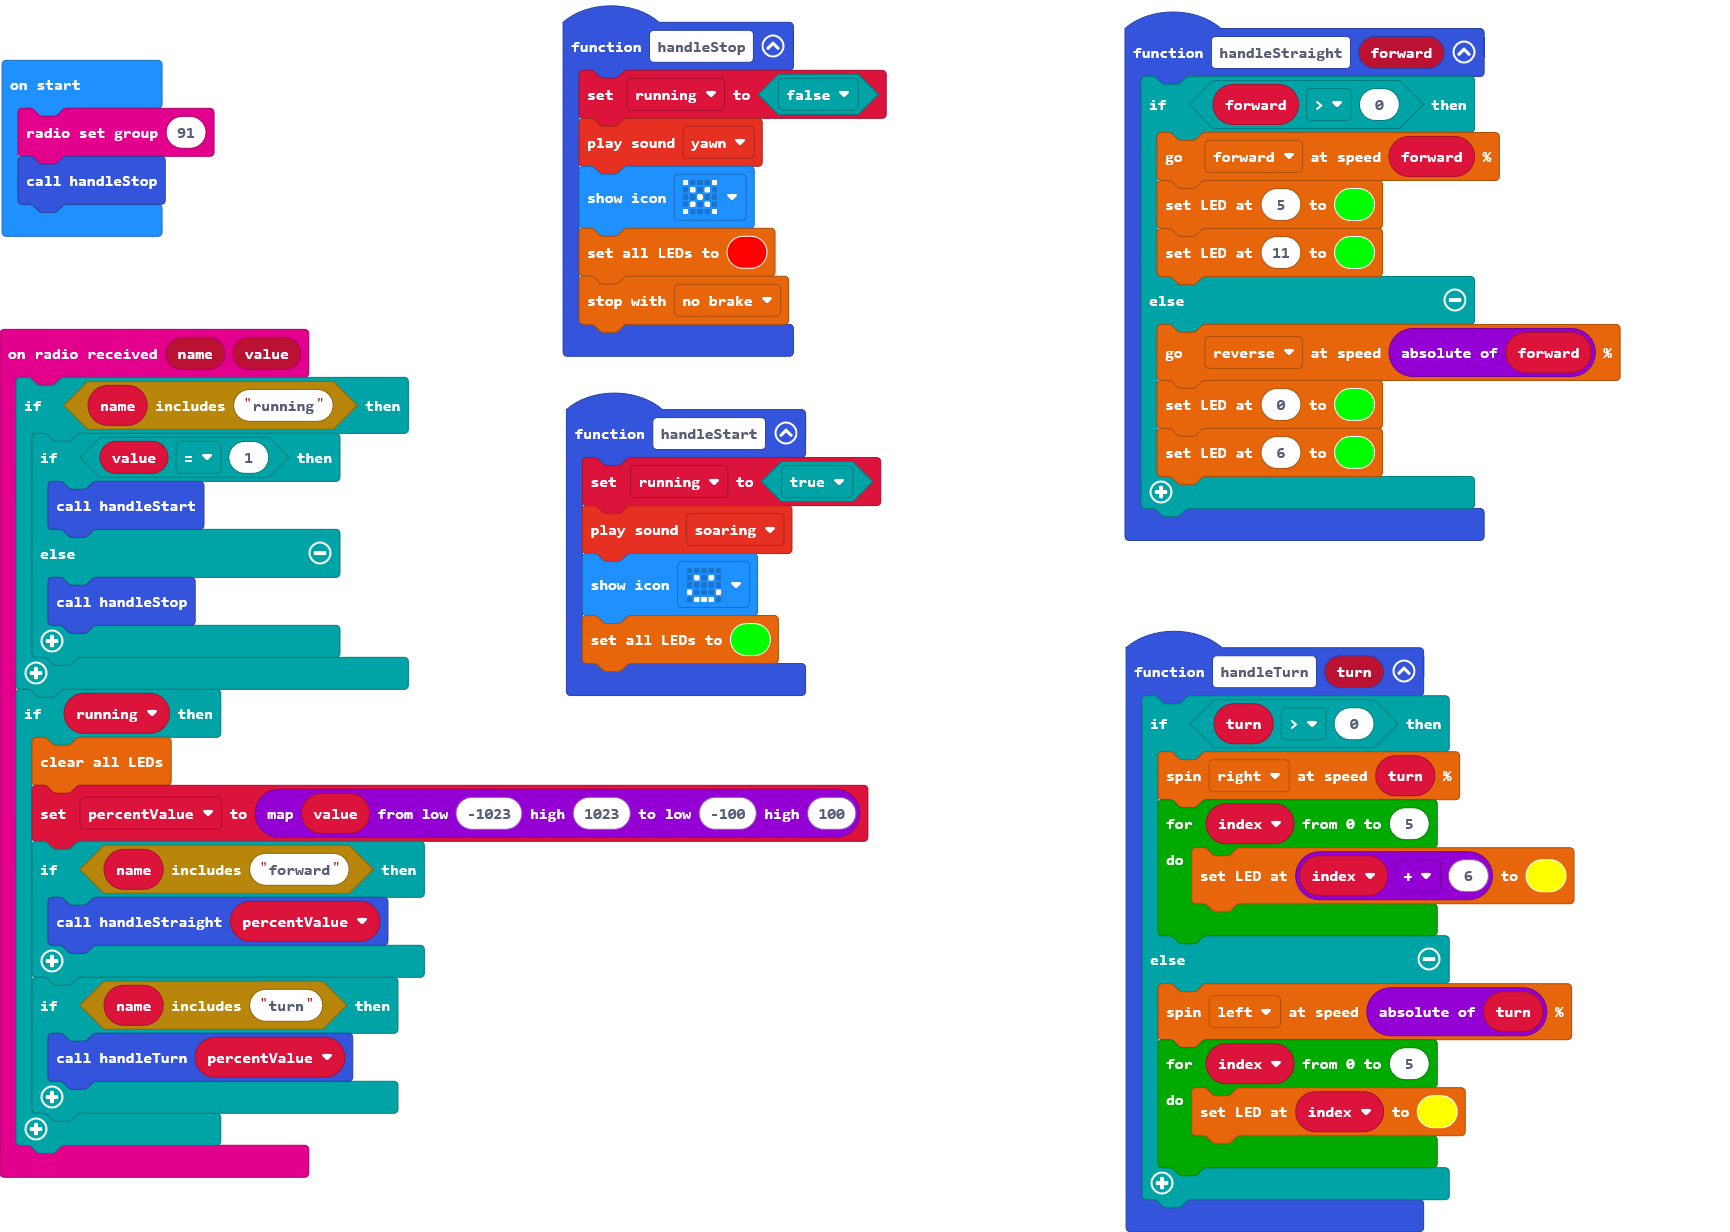 on start
radio set group 91
call handleStop
on radio received name value
if name includes "running" then
if value = 1 then
call handleStart
else
call handleStop
if running then
clear all LEDs
set percentValue to map value from low -1023 high 1023 to low -100 high 100
if name includes "forward" then
call handleStraight percentValue
if name includes "turn" then
call handleTurn percentValue
function handleStop
set running to false
play sound yawn
show icon
set all LEDs to
stop with no brake
function handleStart
set running to true
play sound soaring
show icon
set all LEDs to
function handleStraight forward
if forward > 0 then
go forward at speed forward %
set LED at 5 to
set LED at 11 to
else
go reverse at speed absolute of forward %
set LED at 0 to
set LED at 6 to
function handleTurn turn
if turn > 0 then
spin right at speed turn %
for index from 0 to 5
do set LED at index + 6 to
else
spin left at speed absolute of turn %
for index from 0 to 5
do set LED at index to